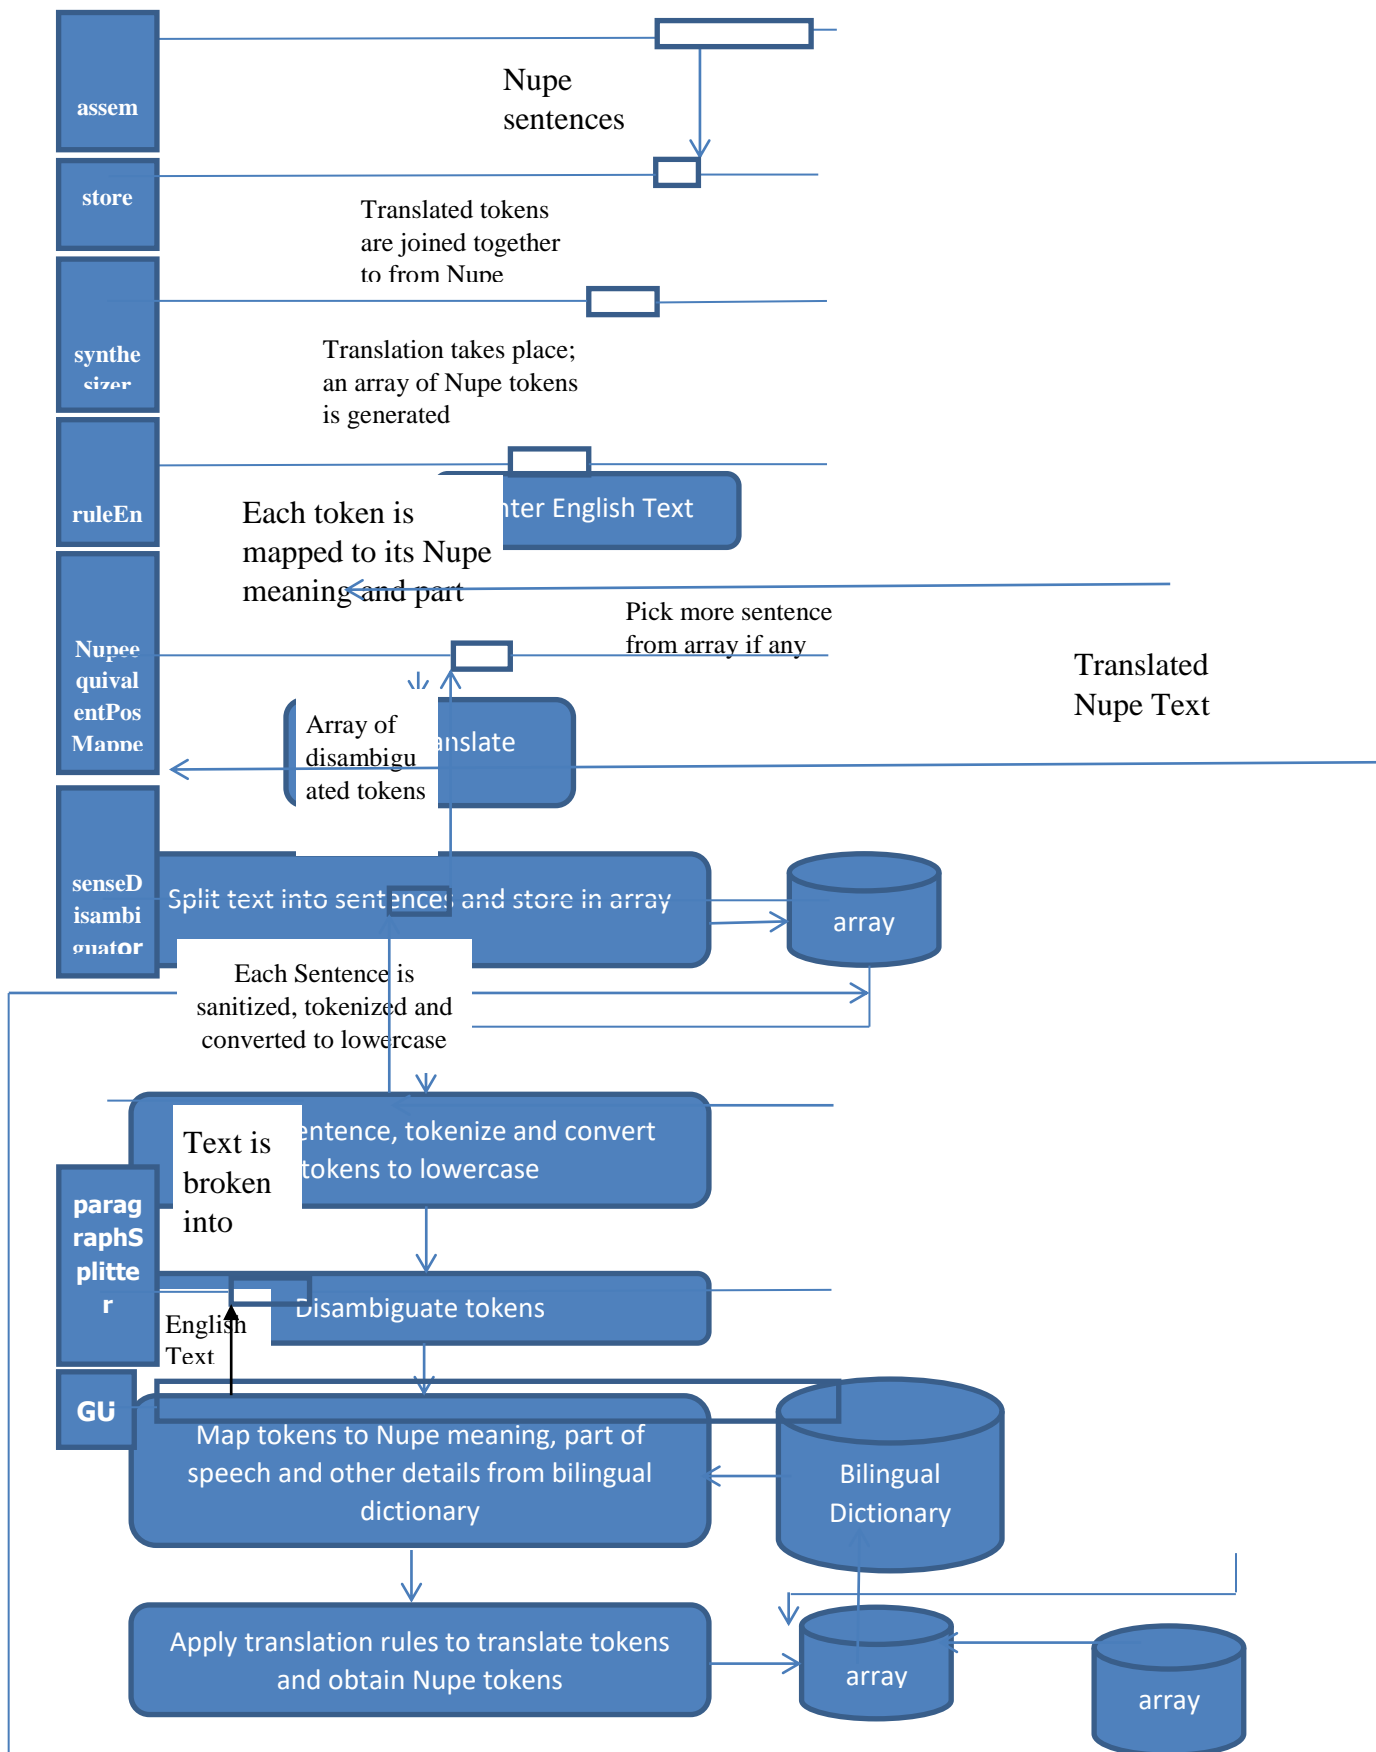 assem
Nupe
sentences
store
Translated tokens
are joined together
to from Nupe
synthe
sizer
Translation takes place;
an array of Nupe tokens
is generated
ruleEn
nter English Text
Each token is
mapped to its Nupe
meaning and part
Pick more sentence
from array if any
Nupee
quival
entPos
Mappe
Translated
Nupe Text
anslate
Array of
disambigu
ated tokens
senseD
isambi
guator
Split text into sentences and store in array
array
Each Sentence is
sanitized, tokenized and
converted to lowercase
entence, tokenize and convert
tokens to lowercase
Text is
broken
into
parag
raphS
plitte
r
Disambiguate tokens
English
Text
GUi
Map tokens to Nupe meaning, part of
speech and other details from bilingual
dictionary
Bilingual
Dictionary
Apply translation rules to translate tokens
and obtain Nupe tokens
array
array